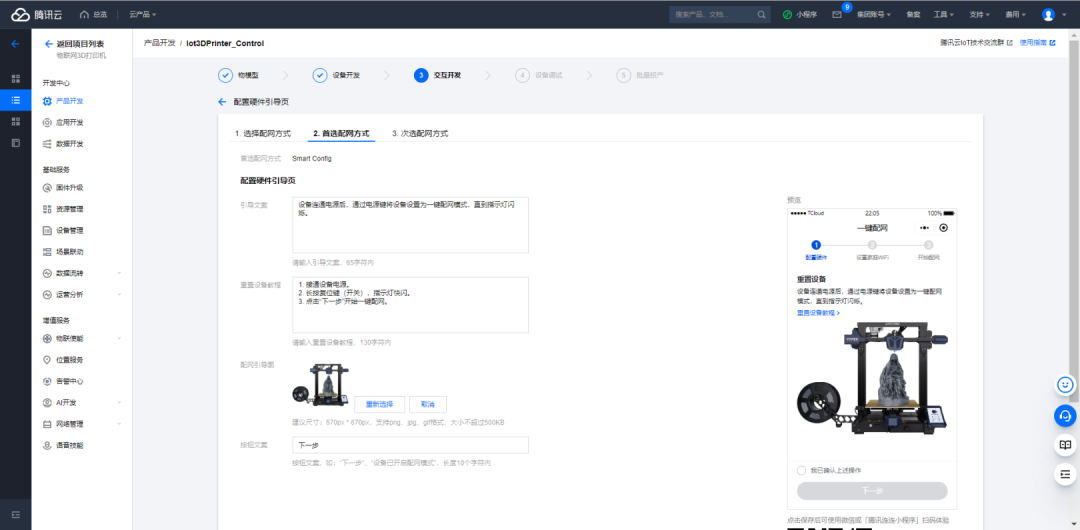 腾讯云
总览
云产品
搜索产品、文档...
小程序
9
集团账号
备案
工具
支持
费用
返回项目列表
物联网3D打印机
产品开发 / Iot3DPrinter_Control
腾讯云IoT技术交流群
使用指南
开发中心
产品开发
应用开发
数据开发
基础服务
固件升级
资源管理
设备管理
场景联动
数据流转
运营分析
增值服务
物联使能
位置服务
告警中心
AI开发
网络管理
语音技能
物模型
设备开发
3 交互开发
4 设备调试
5 批量投产
配置硬件引导页
1. 选择配网方式
2. 首选配网方式
3. 次选配网方式
首选配网方式 Smart Config
配置硬件引导页
引导文案
设备连通电源后，通过电源键将设备设置为一键配网模式，直到指示灯闪
烁。
请输入引导文案，65字符内
重置设备教程
1. 接通设备电源。
2. 长按复位键（开关），指示灯快闪。
3. 点击“下一步”开始一键配网。
请输入重置设备教程，130字符内
配网引导图
重新选择
取消
建议尺寸：670px * 670px，支持png、jpg、gif格式，大小不超过500KB
按钮文案
下一步
按钮文案，如：“下一步”、“设备已开启配网模式”，长度10个字符内
预览
TCloud
22:05
100%
一键配网
1
2
3
配置硬件
设置家庭WiFi
开始配网
重置设备
设备连通电源后，通过电源键将设备设置为一键配网
模式，直到指示灯闪烁。
重置设备教程 >
我已确认上述操作
下一步
点击保存后可使用微信或「腾讯连连小程序」扫码体验